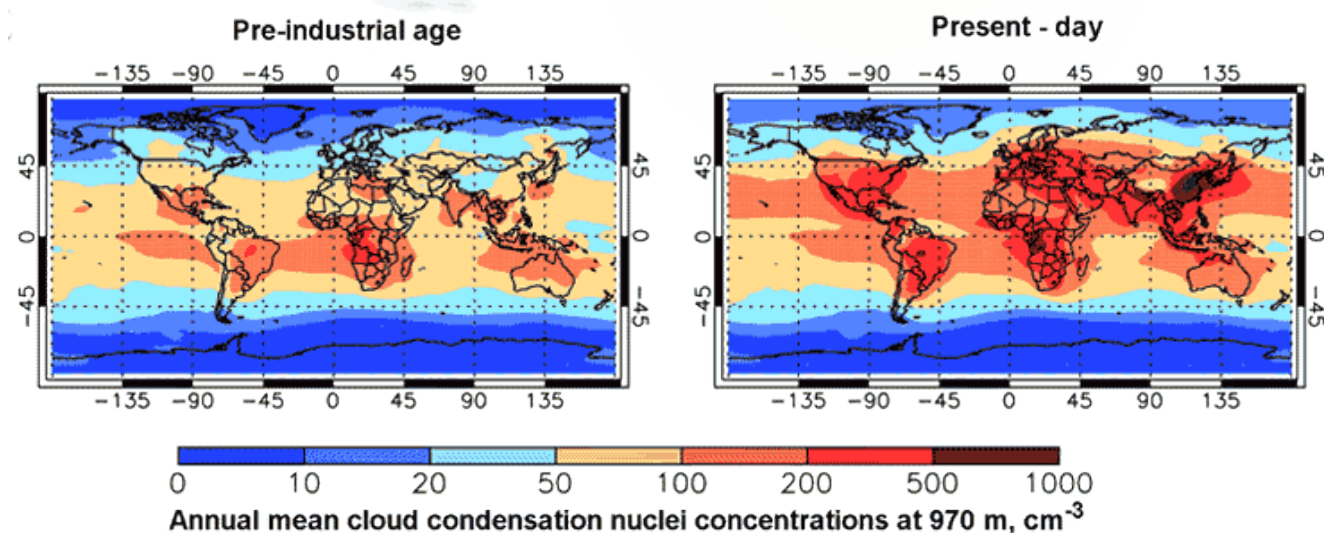 Pre-industrial age
Present - day
−135 −90 −45 0 45 90 135
−135 −90 −45 0 45 90 135
45
45
45
0
0
0
−45
−45
−45
−135 −90 −45 0 45 90 135
−135 −90 −45 0 45 90 135
0 10 20 50 100 200 500 1000
Annual mean cloud condensation nuclei concentrations at 970 m, cm-3